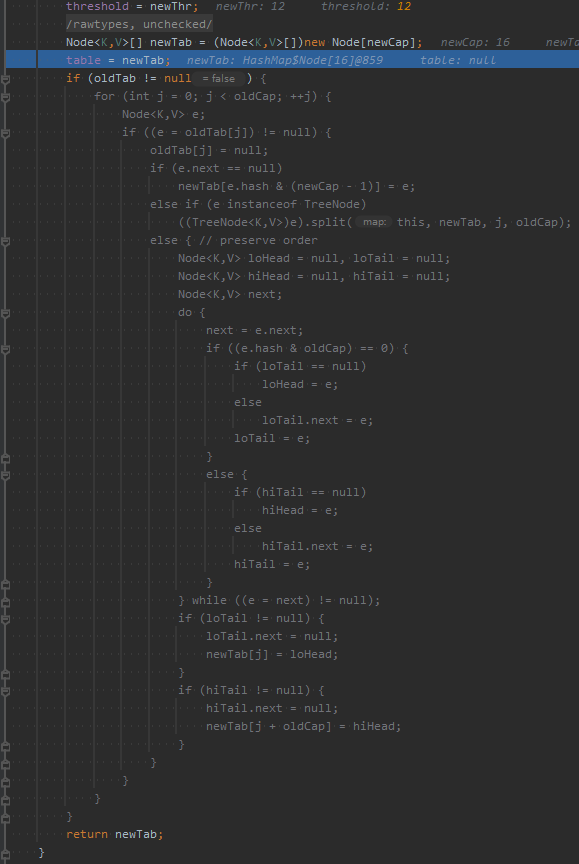 threshold = newThr; newThr: 12 threshold: 12
/rawtypes, unchecked/
Node<K,V>[] newTab = (Node<K,V>[])new Node[newCap]; newCap: 16 newTa
table = newTab; newTab: HashMap$Node[16]@859 table: null
if (oldTab != null = false ) {
for (int j = 0; j < oldCap; ++j) {
Node<K,V> e;
if ((e = oldTab[j]) != null) {
oldTab[j] = null;
if (e.next == null)
newTab[e.hash & (newCap - 1)] = e;
else if (e instanceof TreeNode)
((TreeNode<K,V>)e).split( map: this, newTab, j, oldCap);
else { // preserve order
Node<K,V> loHead = null, loTail = null;
Node<K,V> hiHead = null, hiTail = null;
Node<K,V> next;
do {
next = e.next;
if ((e.hash & oldCap) == 0) {
if (loTail == null)
loHead = e;
else
loTail.next = e;
loTail = e;
}
else {
if (hiTail == null)
hiHead = e;
else
hiTail.next = e;
hiTail = e;
}
} while ((e = next) != null);
if (loTail != null) {
loTail.next = null;
newTab[j] = loHead;
}
if (hiTail != null) {
hiTail.next = null;
newTab[j + oldCap] = hiHead;
}
}
}
}
}
return newTab;
}